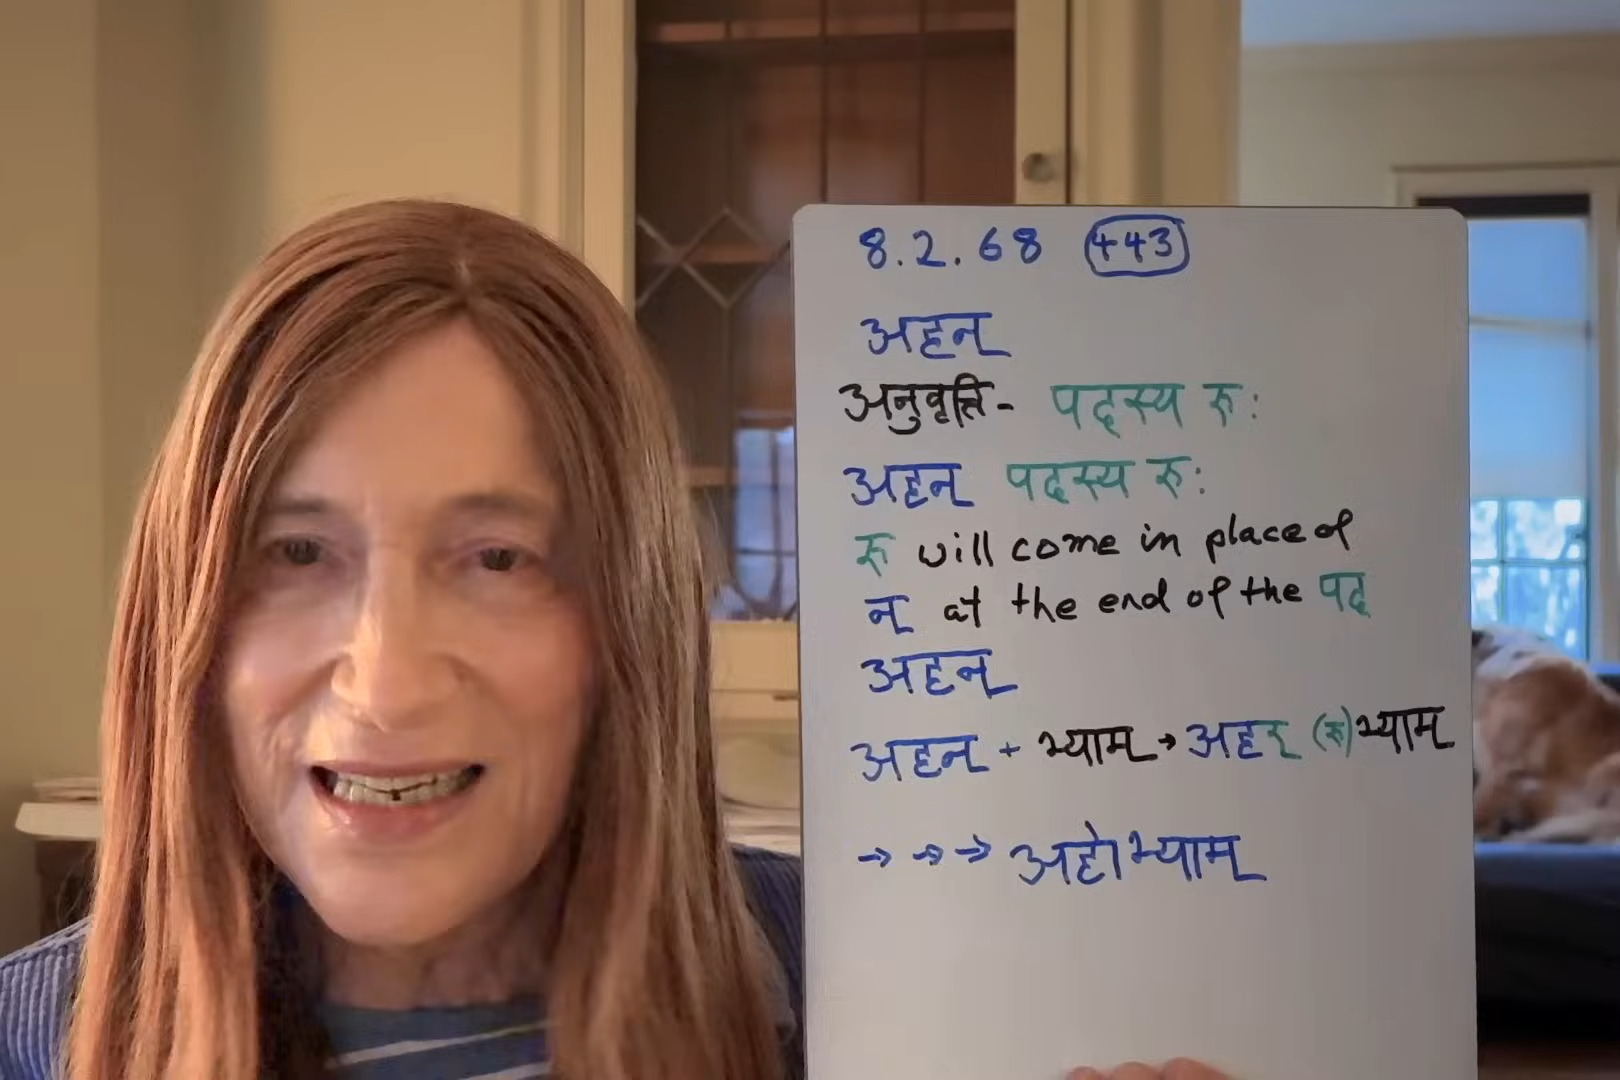 8.2.68 443
अहन्
अनुवृत्ति- पदस्य रुः
अहन् पदस्य रुः
रु will come in place of
न् at the end of the पद
अहन्
अहन् + भ्याम् → अहर् (रु) भ्याम्
→ → → अहोभ्याम्